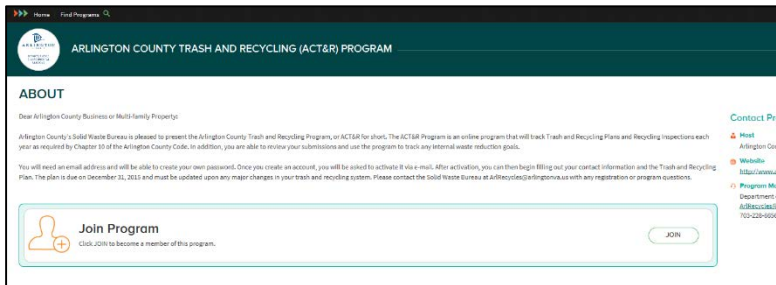 Home Find Programs
ARLINGTON COUNTY TRASH AND RECYCLING (ACT&R) PROGRAM
ABOUT
Dear Arlington County Business or Multi-family Property:
Arlington County's Solid Waste Bureau is pleased to present the Arlington County Trash and Recycling Program, or ACT&R for short. The ACT&R Program is an online program that will track Trash and Recycling Plans and Recycling Inspections each
year as required by Chapter 10 of the Arlington County Code. In addition, you are able to review your submissions and use the program to track any internal waste reduction goals.
You will need an email address and will be able to create your own password. Once you create an account, you will be asked to activate it via e-mail. After activation, you can then begin filling out your contact information and the Trash and Recycling
Plan. The plan is due on December 31, 2015 and must be updated upon any major changes in your trash and recycling system. Please contact the Solid Waste Bureau at ArlRecycles@arlingtonva.us with any registration or program questions.
Join Program
Click JOIN to become a member of this program.
JOIN
Contact Pr
Host
Arlington Cou
Website
http://www.a
Program Ma
Department
ArlRecycles@